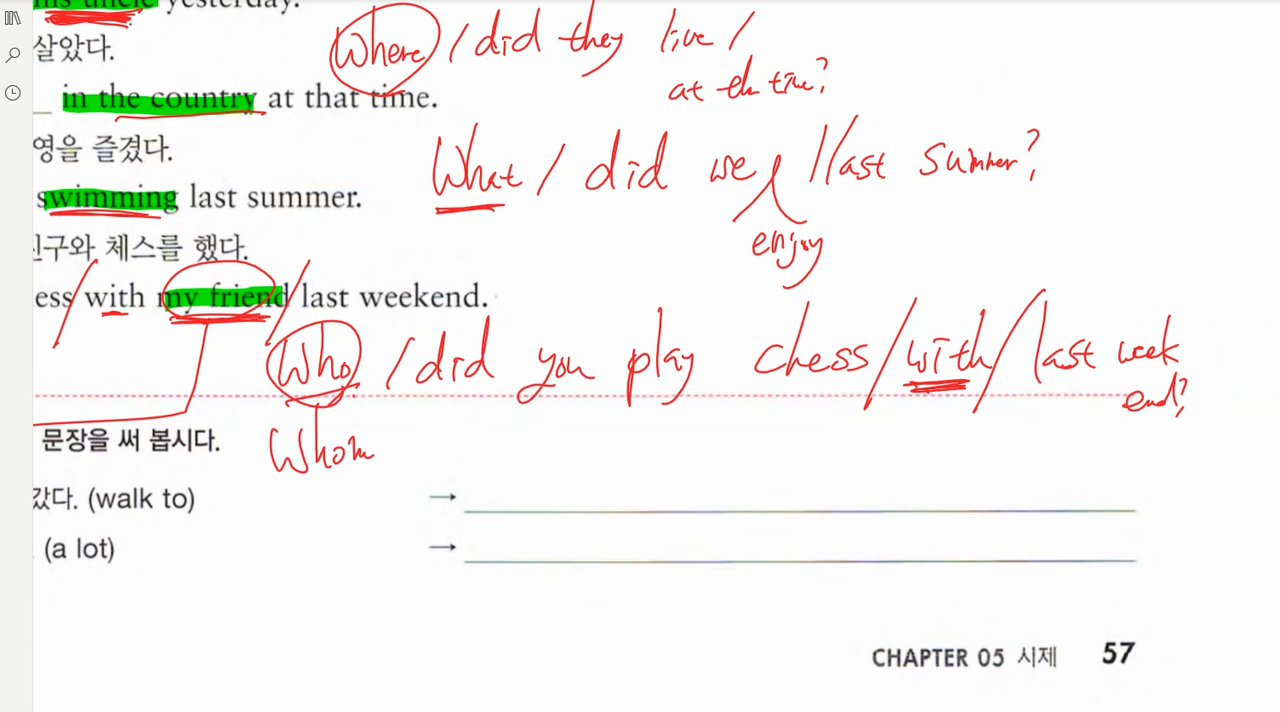 his uncle yesterday.
살았다.
Where / did they live /
at the time?
in the country at that time.
영을 즐겼다.
What / did we // last summer?
enjoy
swimming last summer.
친구와 체스를 했다.
ess with my friend last weekend.
Who / did you play chess / with / last week
end?
Whom
문장을 써 봅시다.
갔다. (walk to) →
(a lot) →
CHAPTER 05 시제 57